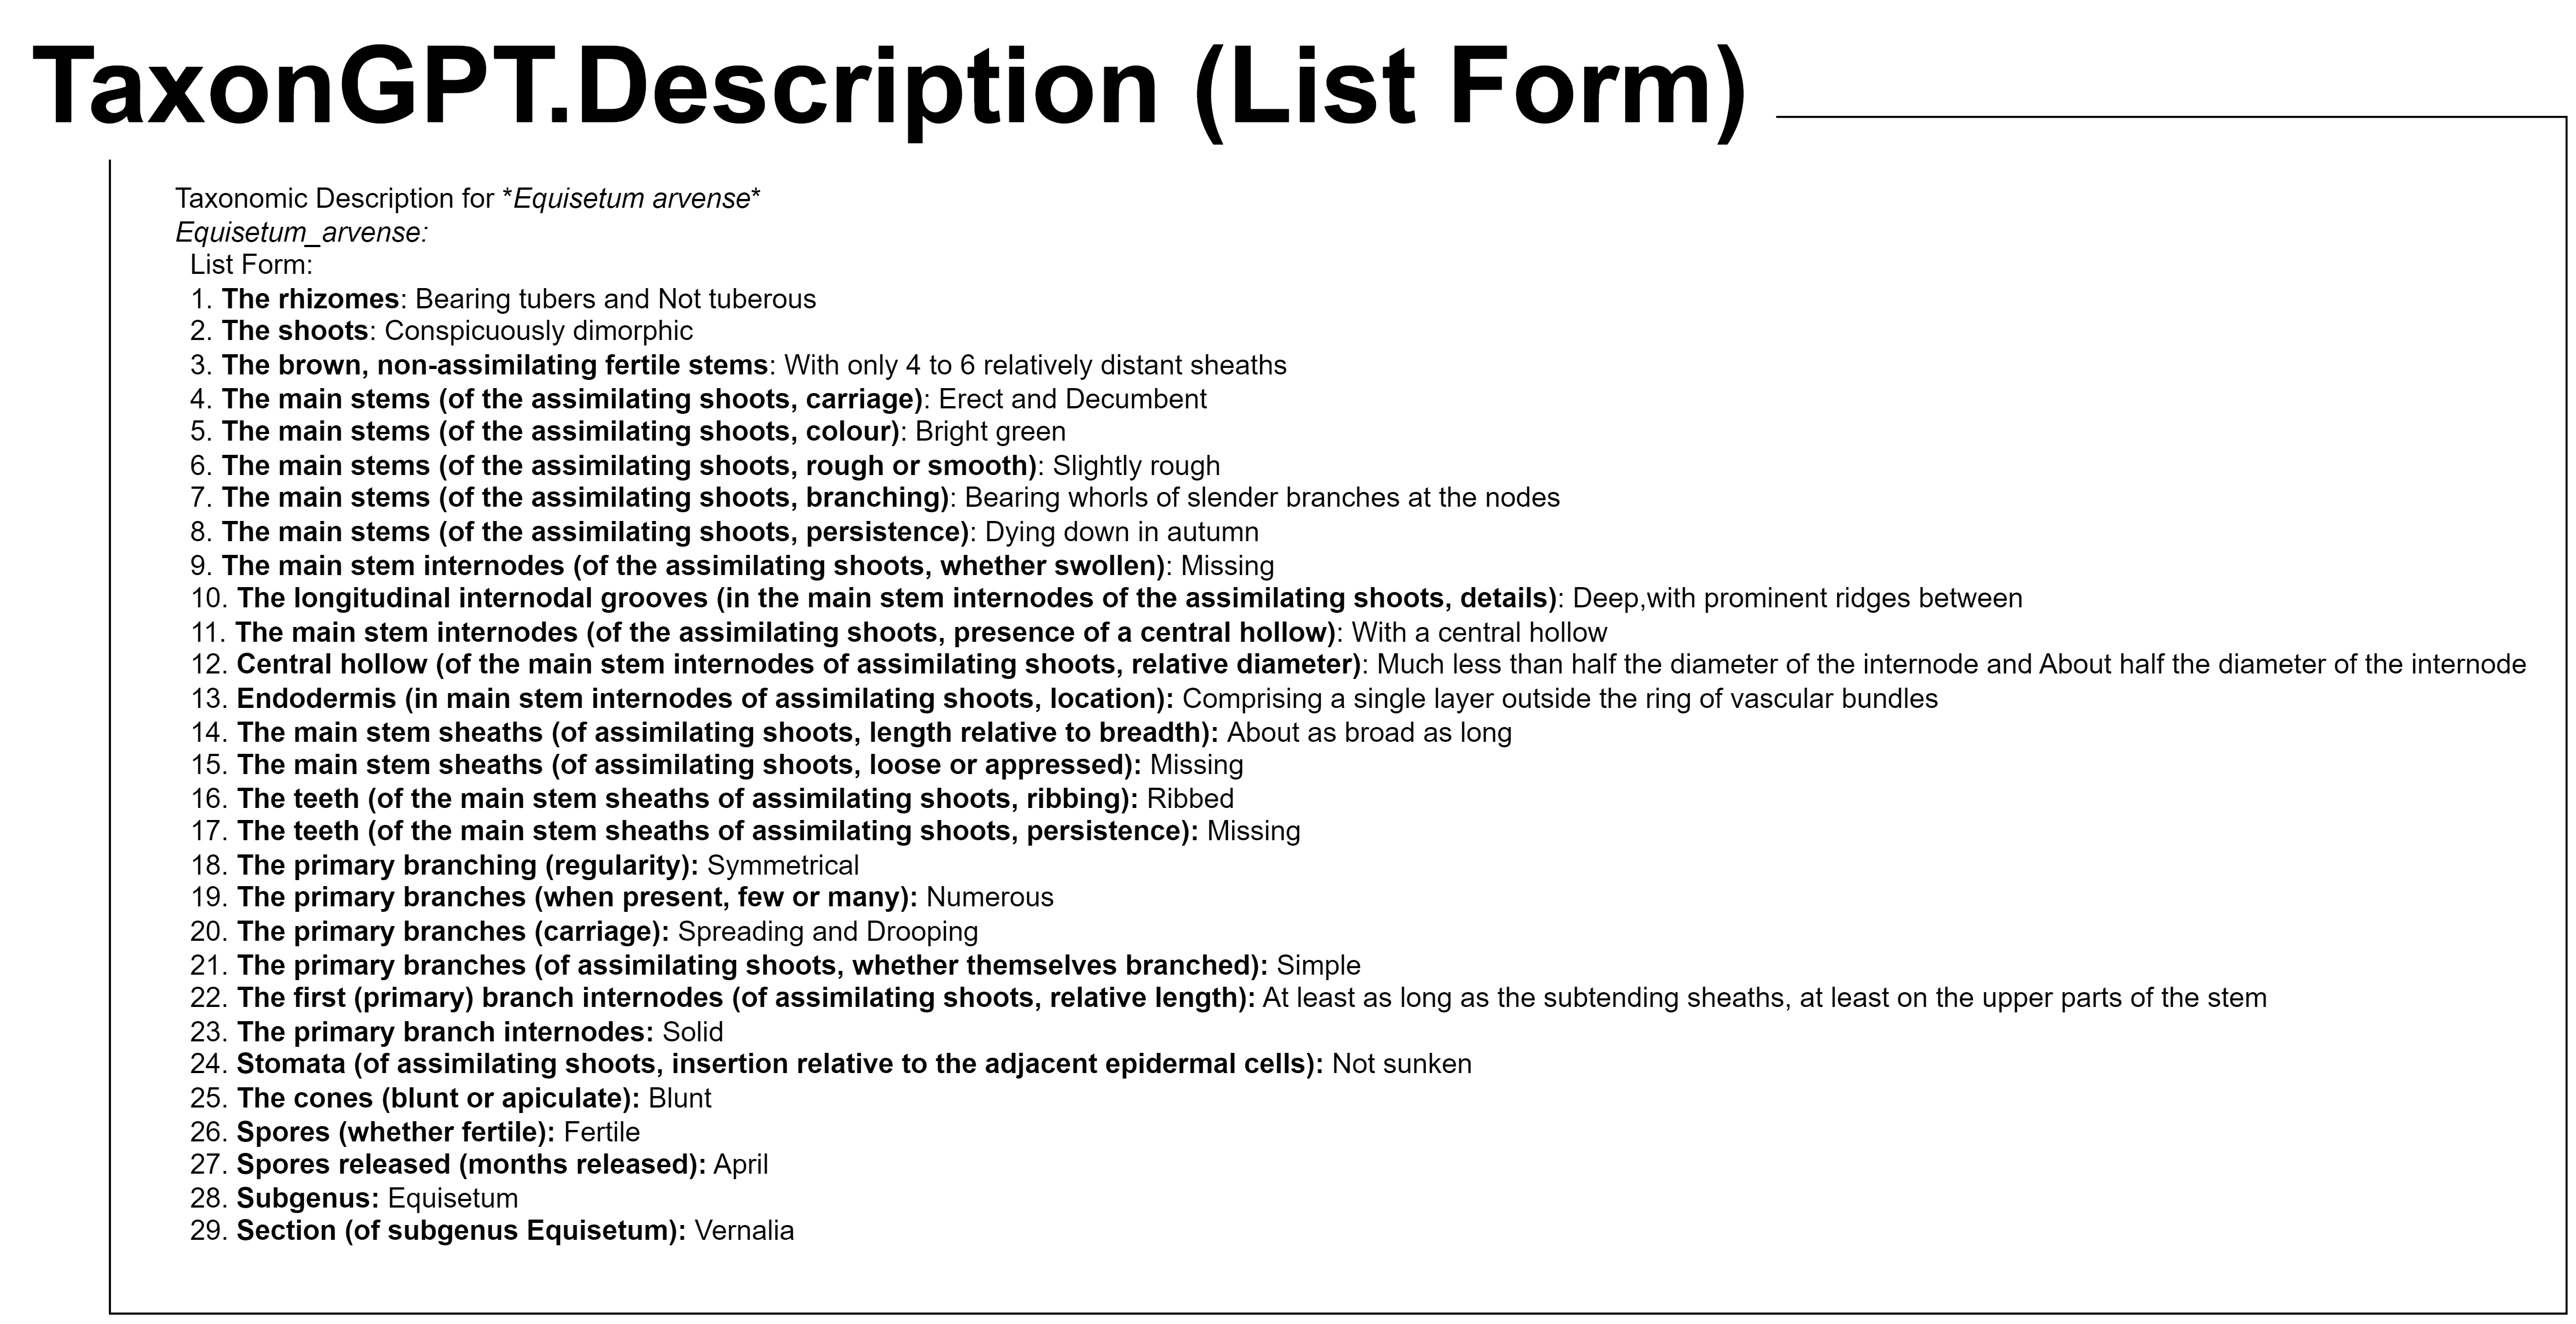 TaxonGPT.Description (List Form)
Taxonomic Description for *Equisetum arvense*
Equisetum_arvense:
List Form:
1. The rhizomes: Bearing tubers and Not tuberous
2. The shoots: Conspicuously dimorphic
3. The brown, non-assimilating fertile stems: With only 4 to 6 relatively distant sheaths
4. The main stems (of the assimilating shoots, carriage): Erect and Decumbent
5. The main stems (of the assimilating shoots, colour): Bright green
6. The main stems (of the assimilating shoots, rough or smooth): Slightly rough
7. The main stems (of the assimilating shoots, branching): Bearing whorls of slender branches at the nodes
8. The main stems (of the assimilating shoots, persistence): Dying down in autumn
9. The main stem internodes (of the assimilating shoots, whether swollen): Missing
10. The longitudinal internodal grooves (in the main stem internodes of the assimilating shoots, details): Deep,with prominent ridges between
11. The main stem internodes (of the assimilating shoots, presence of a central hollow): With a central hollow
12. Central hollow (of the main stem internodes of assimilating shoots, relative diameter): Much less than half the diameter of the internode and About half the diameter of the internode
13. Endodermis (in main stem internodes of assimilating shoots, location): Comprising a single layer outside the ring of vascular bundles
14. The main stem sheaths (of assimilating shoots, length relative to breadth): About as broad as long
15. The main stem sheaths (of assimilating shoots, loose or appressed): Missing
16. The teeth (of the main stem sheaths of assimilating shoots, ribbing): Ribbed
17. The teeth (of the main stem sheaths of assimilating shoots, persistence): Missing
18. The primary branching (regularity): Symmetrical
19. The primary branches (when present, few or many): Numerous
20. The primary branches (carriage): Spreading and Drooping
21. The primary branches (of assimilating shoots, whether themselves branched): Simple
22. The first (primary) branch internodes (of assimilating shoots, relative length): At least as long as the subtending sheaths, at least on the upper parts of the stem
23. The primary branch internodes: Solid
24. Stomata (of assimilating shoots, insertion relative to the adjacent epidermal cells): Not sunken
25. The cones (blunt or apiculate): Blunt
26. Spores (whether fertile): Fertile
27. Spores released (months released): April
28. Subgenus: Equisetum
29. Section (of subgenus Equisetum): Vernalia